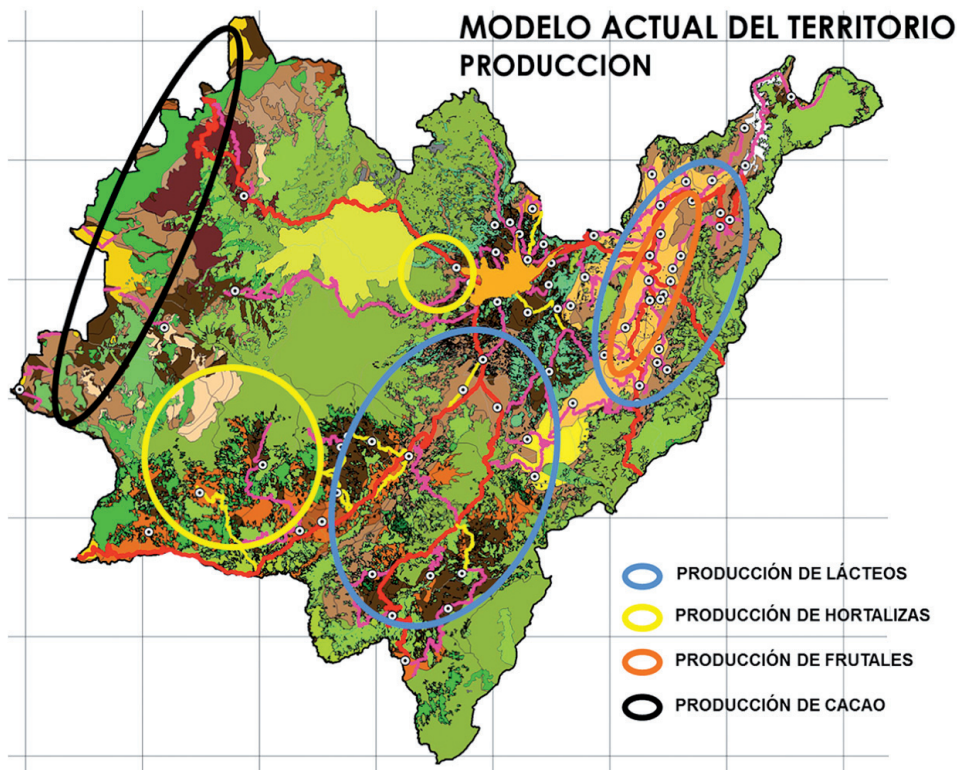 MODELO ACTUAL DEL TERRITORIO
PRODUCCION
PRODUCCIÓN DE LÁCTEOS
PRODUCCIÓN DE HORTALIZAS
PRODUCCIÓN DE FRUTALES
PRODUCCIÓN DE CACAO